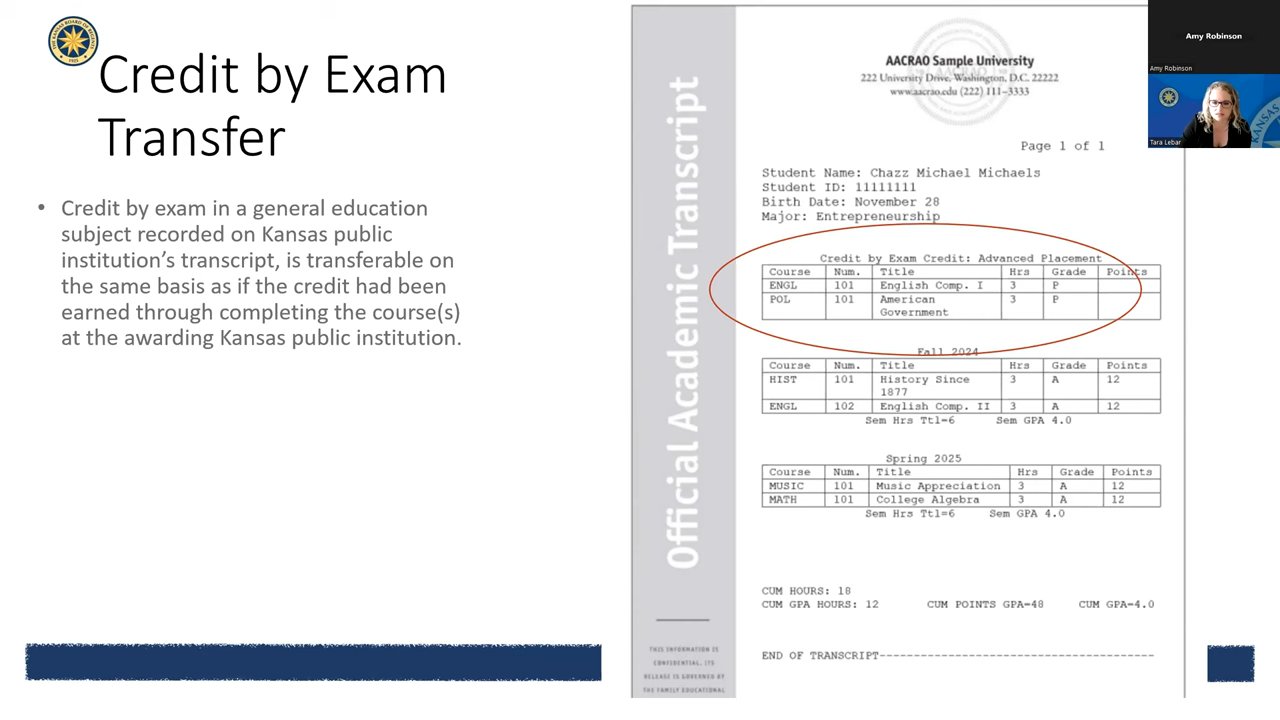 Credit by Exam
Transfer
• Credit by exam in a general education
subject recorded on Kansas public
institution's transcript, is transferable on
the same basis as if the credit had been
earned through completing the course(s)
at the awarding Kansas public institution.
Official Academic Transcript
THIS INFORMATION IS
CONFIDENTIAL. ITS
RELEASE IS GOVERNED BY
THE FAMILY EDUCATIONAL
AACRAO Sample University
222 University Drive, Washington, D.C. 22222
www.aacrao.edu (222) 111-3333
Page 1 of 1
Student Name: Chazz Michael Michaels
Student ID: 11111111
Birth Date: November 28
Major: Entrepreneurship
Credit by Exam Credit: Advanced Placement
Course Num. Title Hrs Grade Points
ENGL 101 English Comp. I 3 P
POL 101 American 3 P
Government
Fall 2024
Course Num. Title Hrs Grade Points
HIST 101 History Since 3 A 12
1877
ENGL 102 English Comp. II 3 A 12
Sem Hrs Ttl=6 Sem GPA 4.0
Spring 2025
Course Num. Title Hrs Grade Points
MUSIC 101 Music Appreciation 3 A 12
MATH 101 College Algebra 3 A 12
Sem Hrs Ttl=6 Sem GPA 4.0
CUM HOURS: 18
CUM GPA HOURS: 12 CUM POINTS GPA=48 CUM GPA=4.0
END OF TRANSCRIPT----------------------------------------
Amy Robinson
Amy Robinson
Tara Lebar